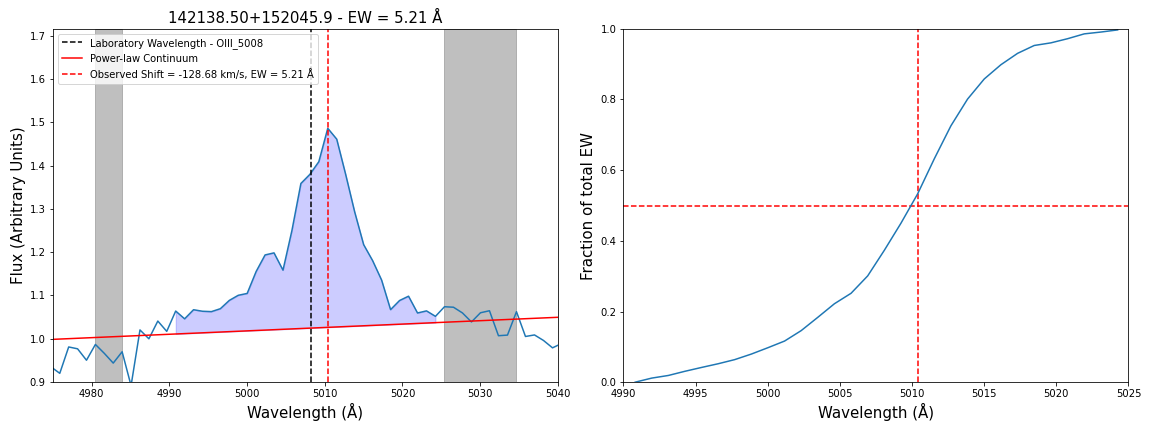 142138.50+152045.9 - EW = 5.21 Å
Laboratory Wavelength - OIII_5008
Power-law Continuum
Observed Shift = -128.68 km/s, EW = 5.21 Å
Flux (Arbitrary Units)
1.7
1.6
1.5
1.4
1.3
1.2
1.1
1.0
0.9
4980 4990 5000 5010 5020 5030 5040
Wavelength (Å)
Fraction of total EW
1.0
0.8
0.6
0.4
0.2
0.0
4990 4995 5000 5005 5010 5015 5020 5025
Wavelength (Å)